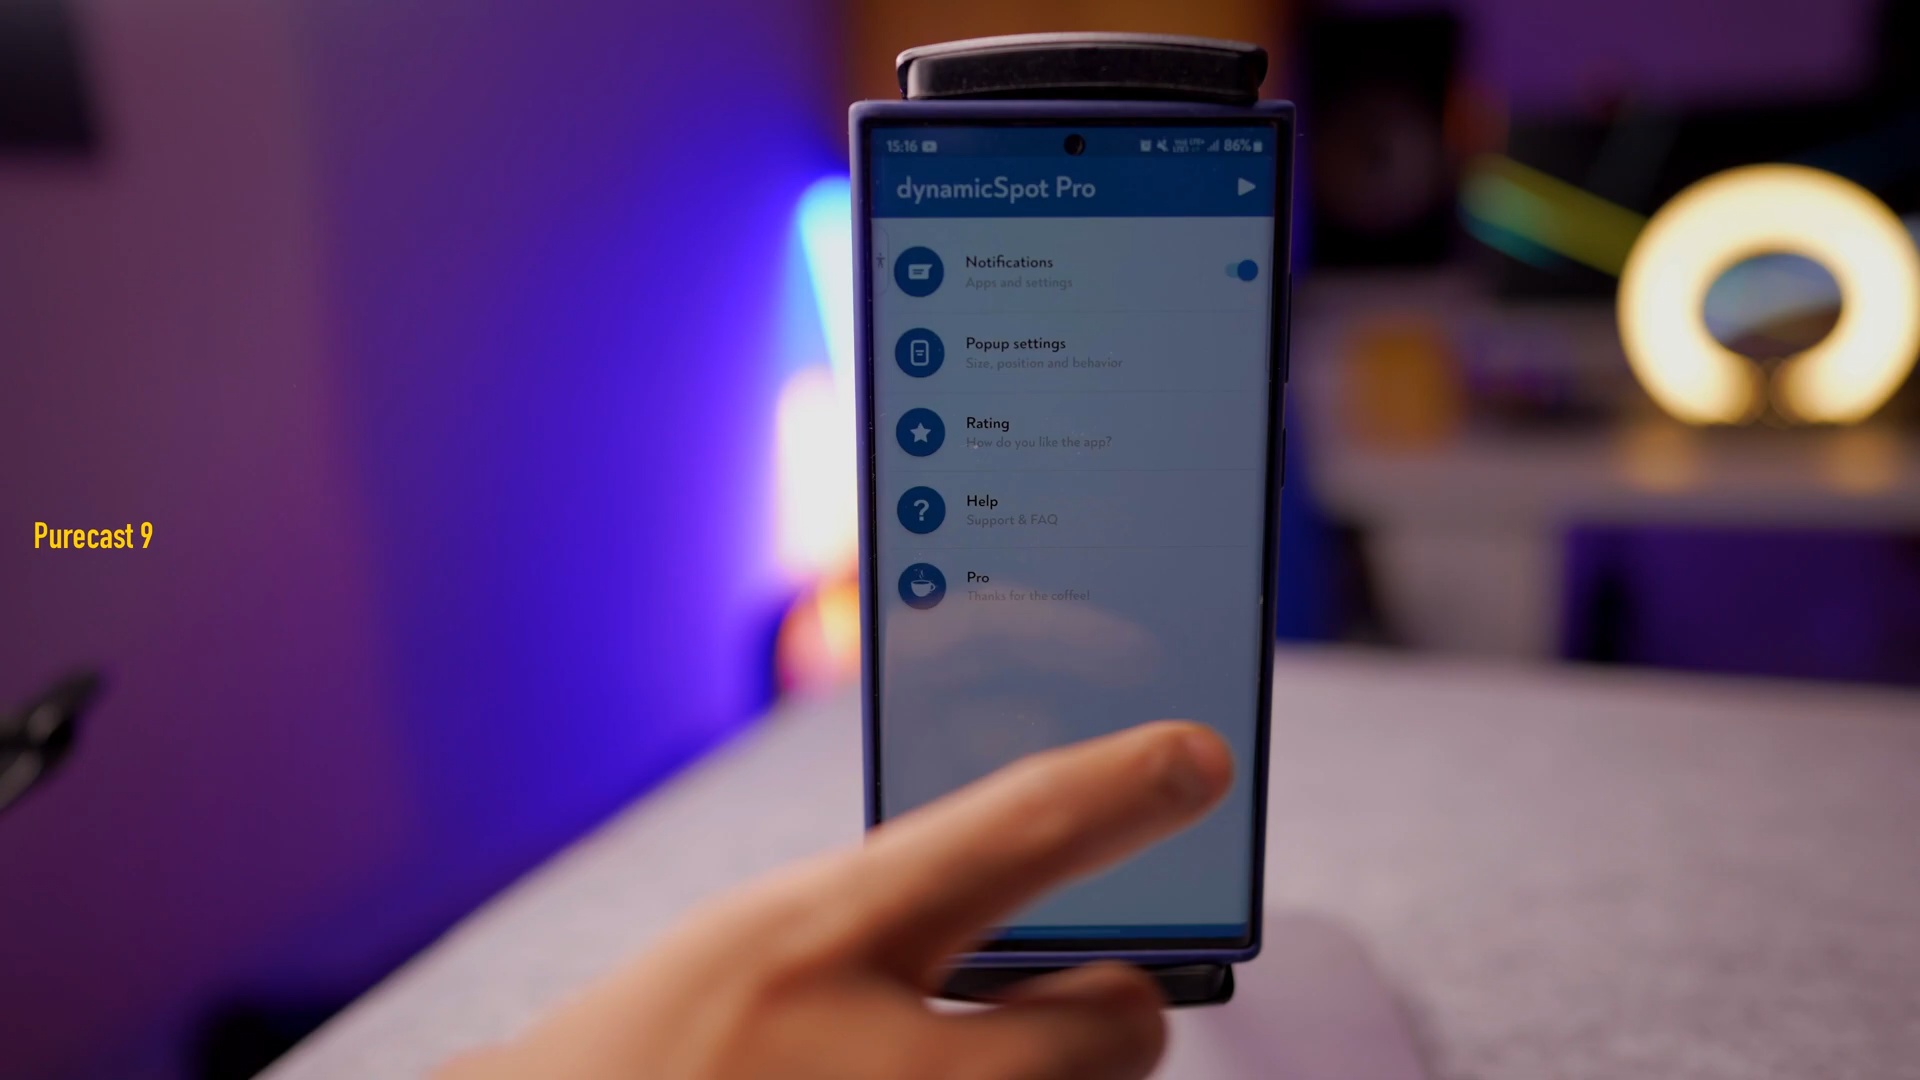 15:16
86%
dynamicSpot Pro
Notifications
Apps and settings
Popup settings
Size, position and behavior
Rating
How do you like the app?
Help
Support & FAQ
Pro
Thanks for the coffee!
Purecast 9